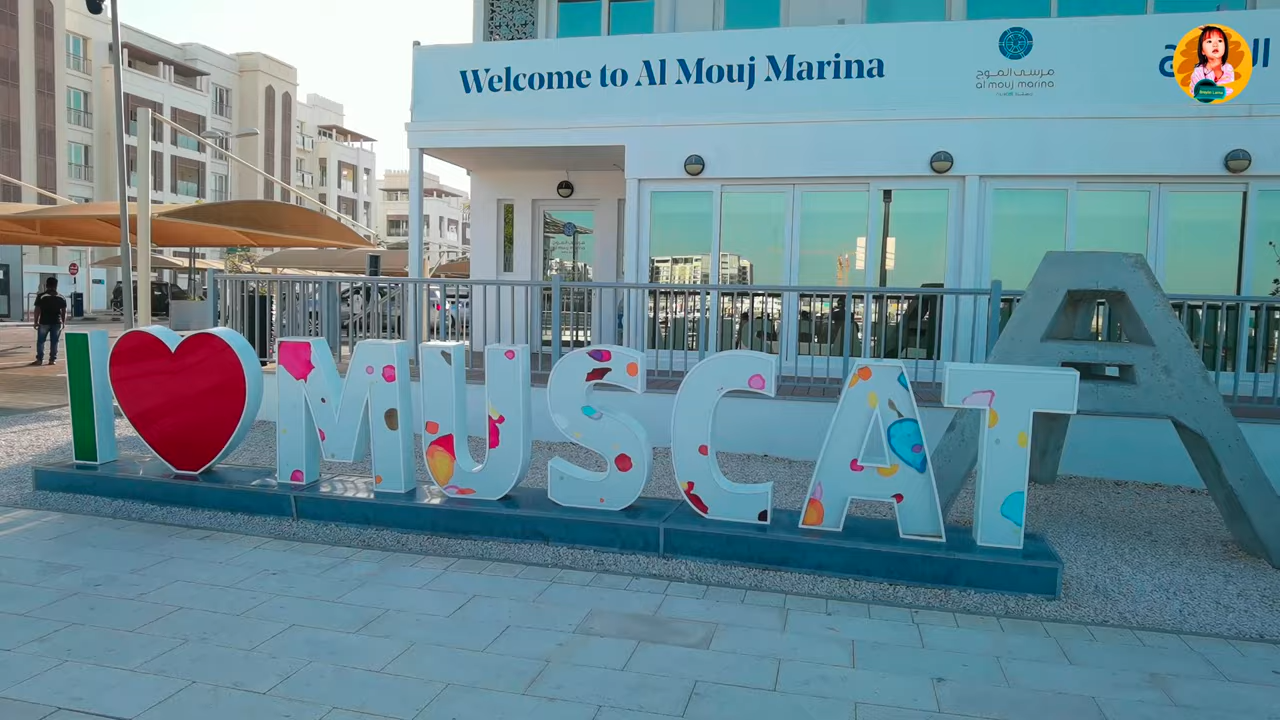 Welcome to Al Mouj Marina
مرسى الموج
al mouj marina
I
MUSCAT